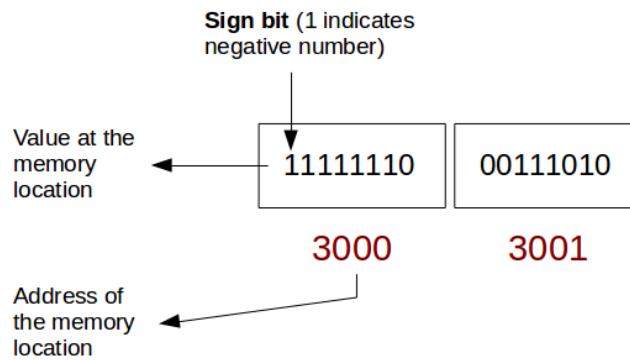 Sign bit (1 indicates
negative number)
Value at the
memory
location
11111110 00111010
3000 3001
Address of
the memory
location